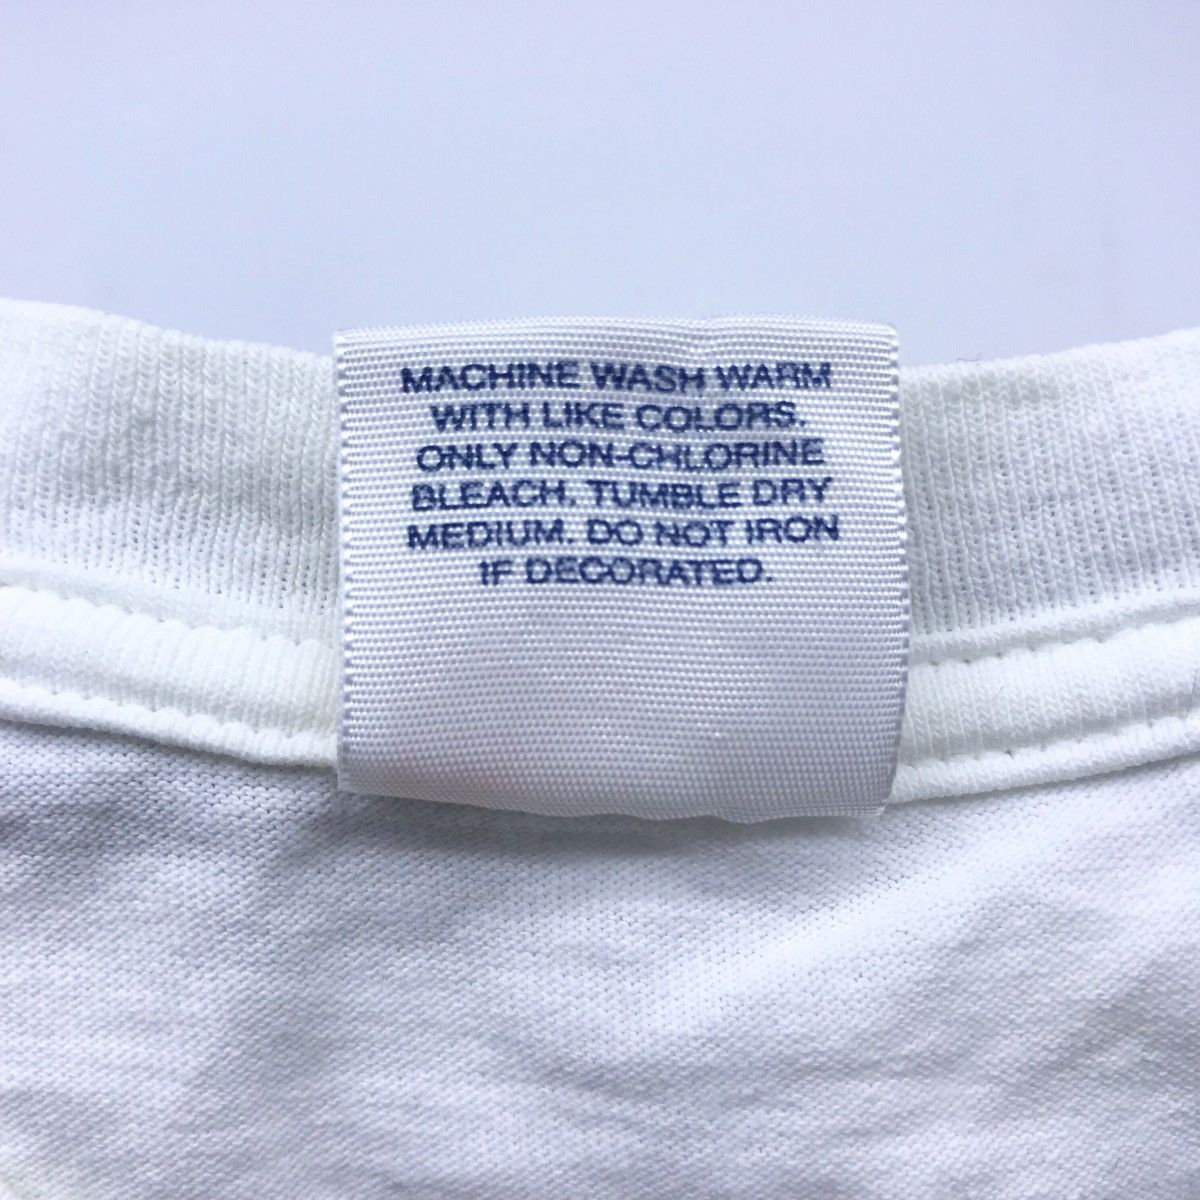 MACHINE WASH WARM
WITH LIKE COLORS.
ONLY NON-CHLORINE
BLEACH. TUMBLE DRY
MEDIUM. DO NOT IRON
IF DECORATED.